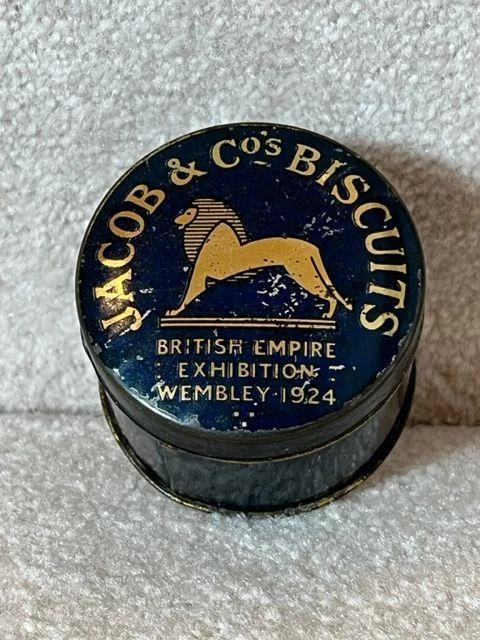 JACOB & Co's BISCUITS
BRITISH EMPIRE
EXHIBITION
WEMBLEY·1924